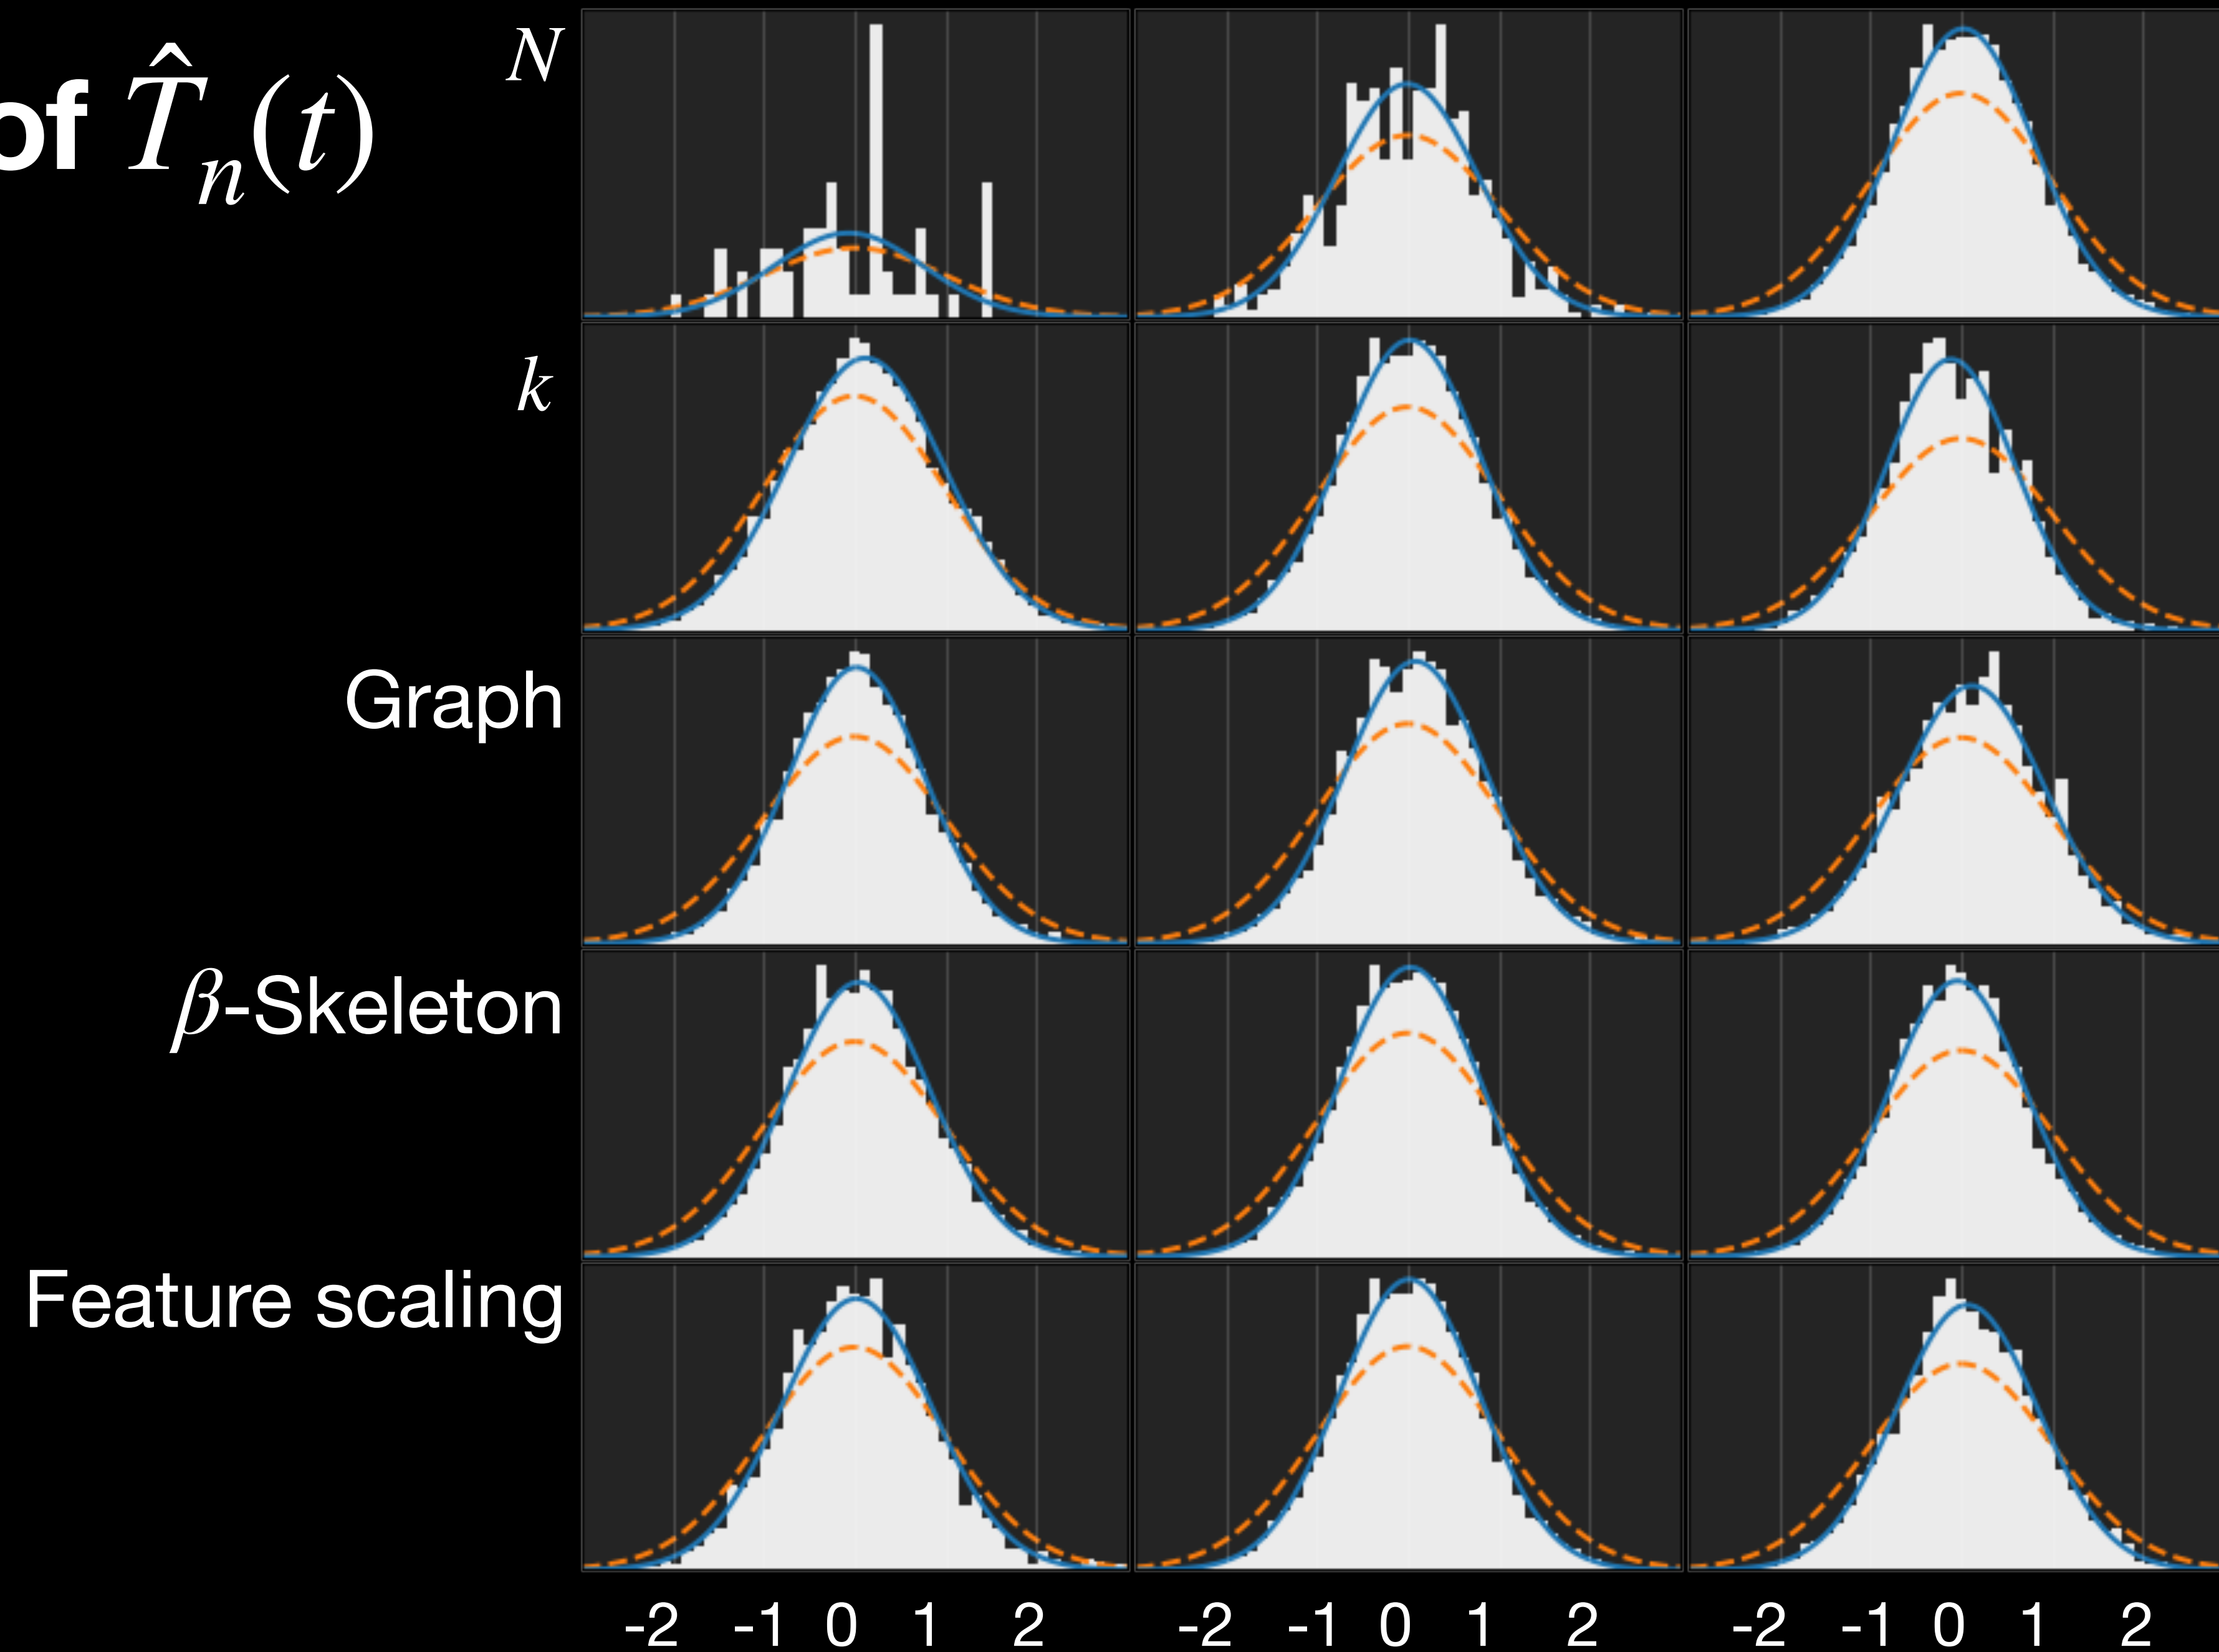 of T̂ₙ(t)
N
k
Graph
β-Skeleton
Feature scaling
-2 -1 0 1 2 -2 -1 0 1 2 -2 -1 0 1 2